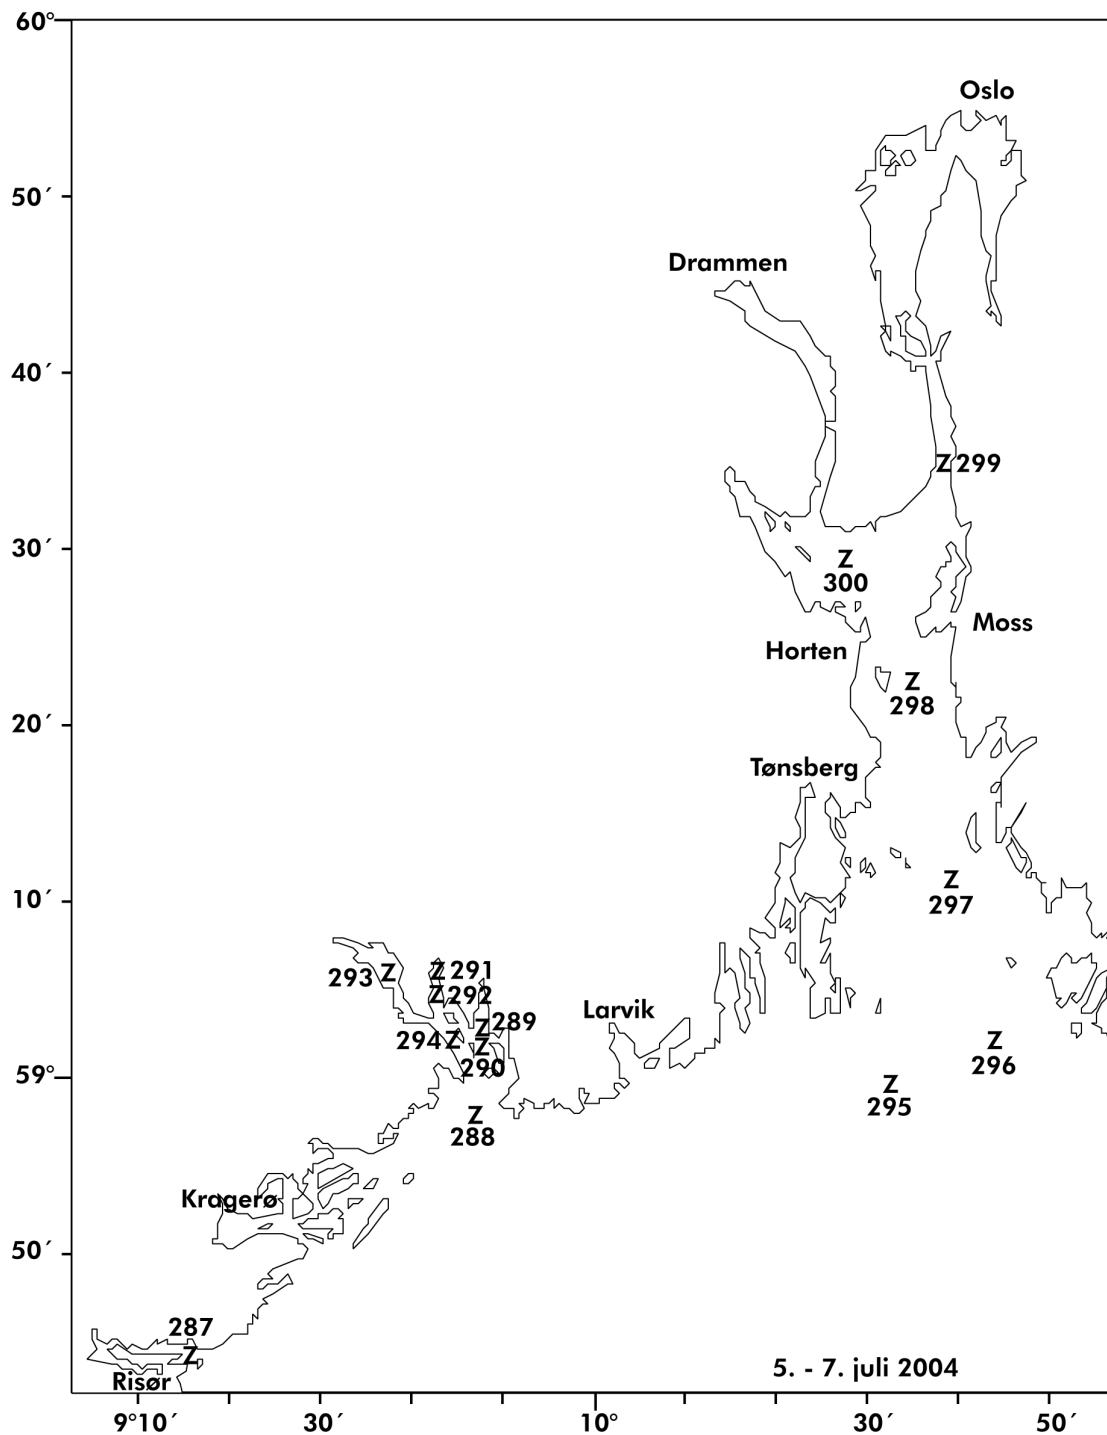 60°
Oslo
50´
Drammen
40´
Z 299
30´
Z
300
Moss
Horten
Z
298
20´
Tønsberg
Z
297
10´
293 Z
Z 291
Z 292
Larvik
Z 289
294 Z
Z
290
Z
296
59°
Z
295
Z
288
Kragerø
50´
287
Z
Risør
5. - 7. juli 2004
9°10´ 30´ 10° 30´ 50´